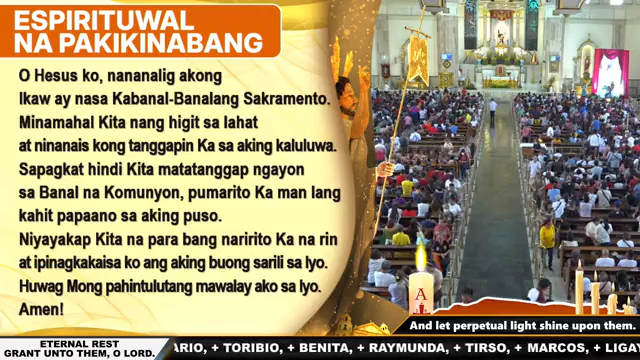 ESPIRITUWAL
NA PAKIKINABANG
O Hesus ko, nananalig akong
Ikaw ay nasa Kabanal-Banalang Sakramento.
Minamahal Kita nang higit sa lahat
at ninanais kong tanggapin Ka sa aking kaluluwa.
Sapagkat hindi Kita matatanggap ngayon
sa Banal na Komunyon, pumarito Ka man lang
kahit papaano sa aking puso.
Niyayakap Kita na para bang naririto Ka na rin
at ipinagkakaisa ko ang aking buong sarili sa Iyo.
Huwag Mong pahintulutang mawalay ako sa Iyo.
Amen!
A
And let perpetual light shine upon them.
ETERNAL REST
GRANT UNTO THEM, O LORD.
ARIO, + TORIBIO, + BENITA, + RAYMUNDA, + TIRSO, + MARCOS, + LIGA